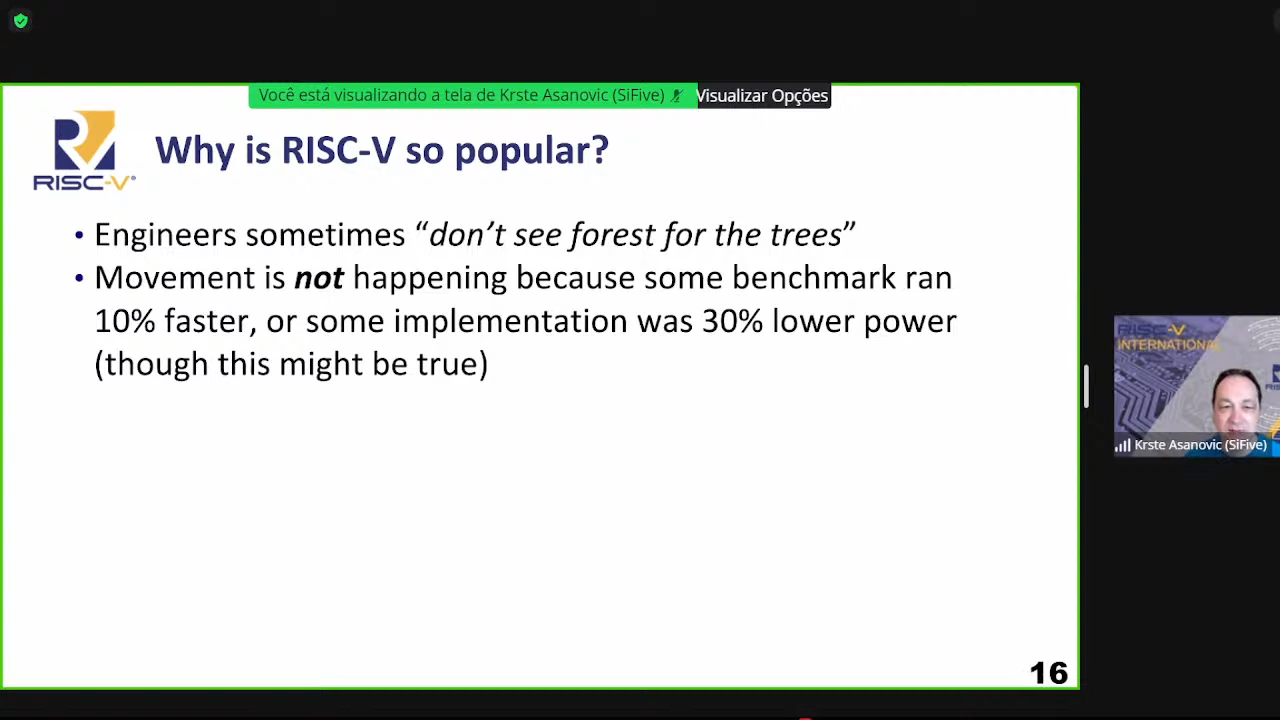 Você está visualizando a tela de Krste Asanovic (SiFive)
Visualizar Opções
RISC-V®
Why is RISC-V so popular?
• Engineers sometimes “don’t see forest for the trees”
• Movement is not happening because some benchmark ran
10% faster, or some implementation was 30% lower power
(though this might be true)
RISC-V
INTERNATIONAL
Krste Asanovic (SiFive)
16